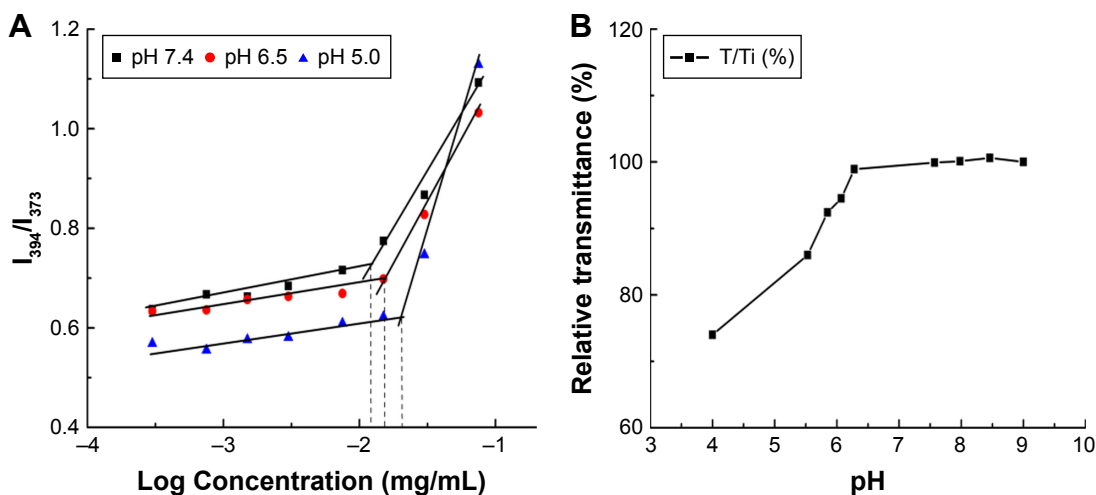 A
pH 7.4 pH 6.5 pH 5.0
1.2
1.0
0.8
0.6
0.4
I394/I373
–4 –3 –2 –1
Log Concentration (mg/mL)
B
T/Ti (%)
120
100
80
60
Relative transmittance (%)
3 4 5 6 7 8 9 10
pH